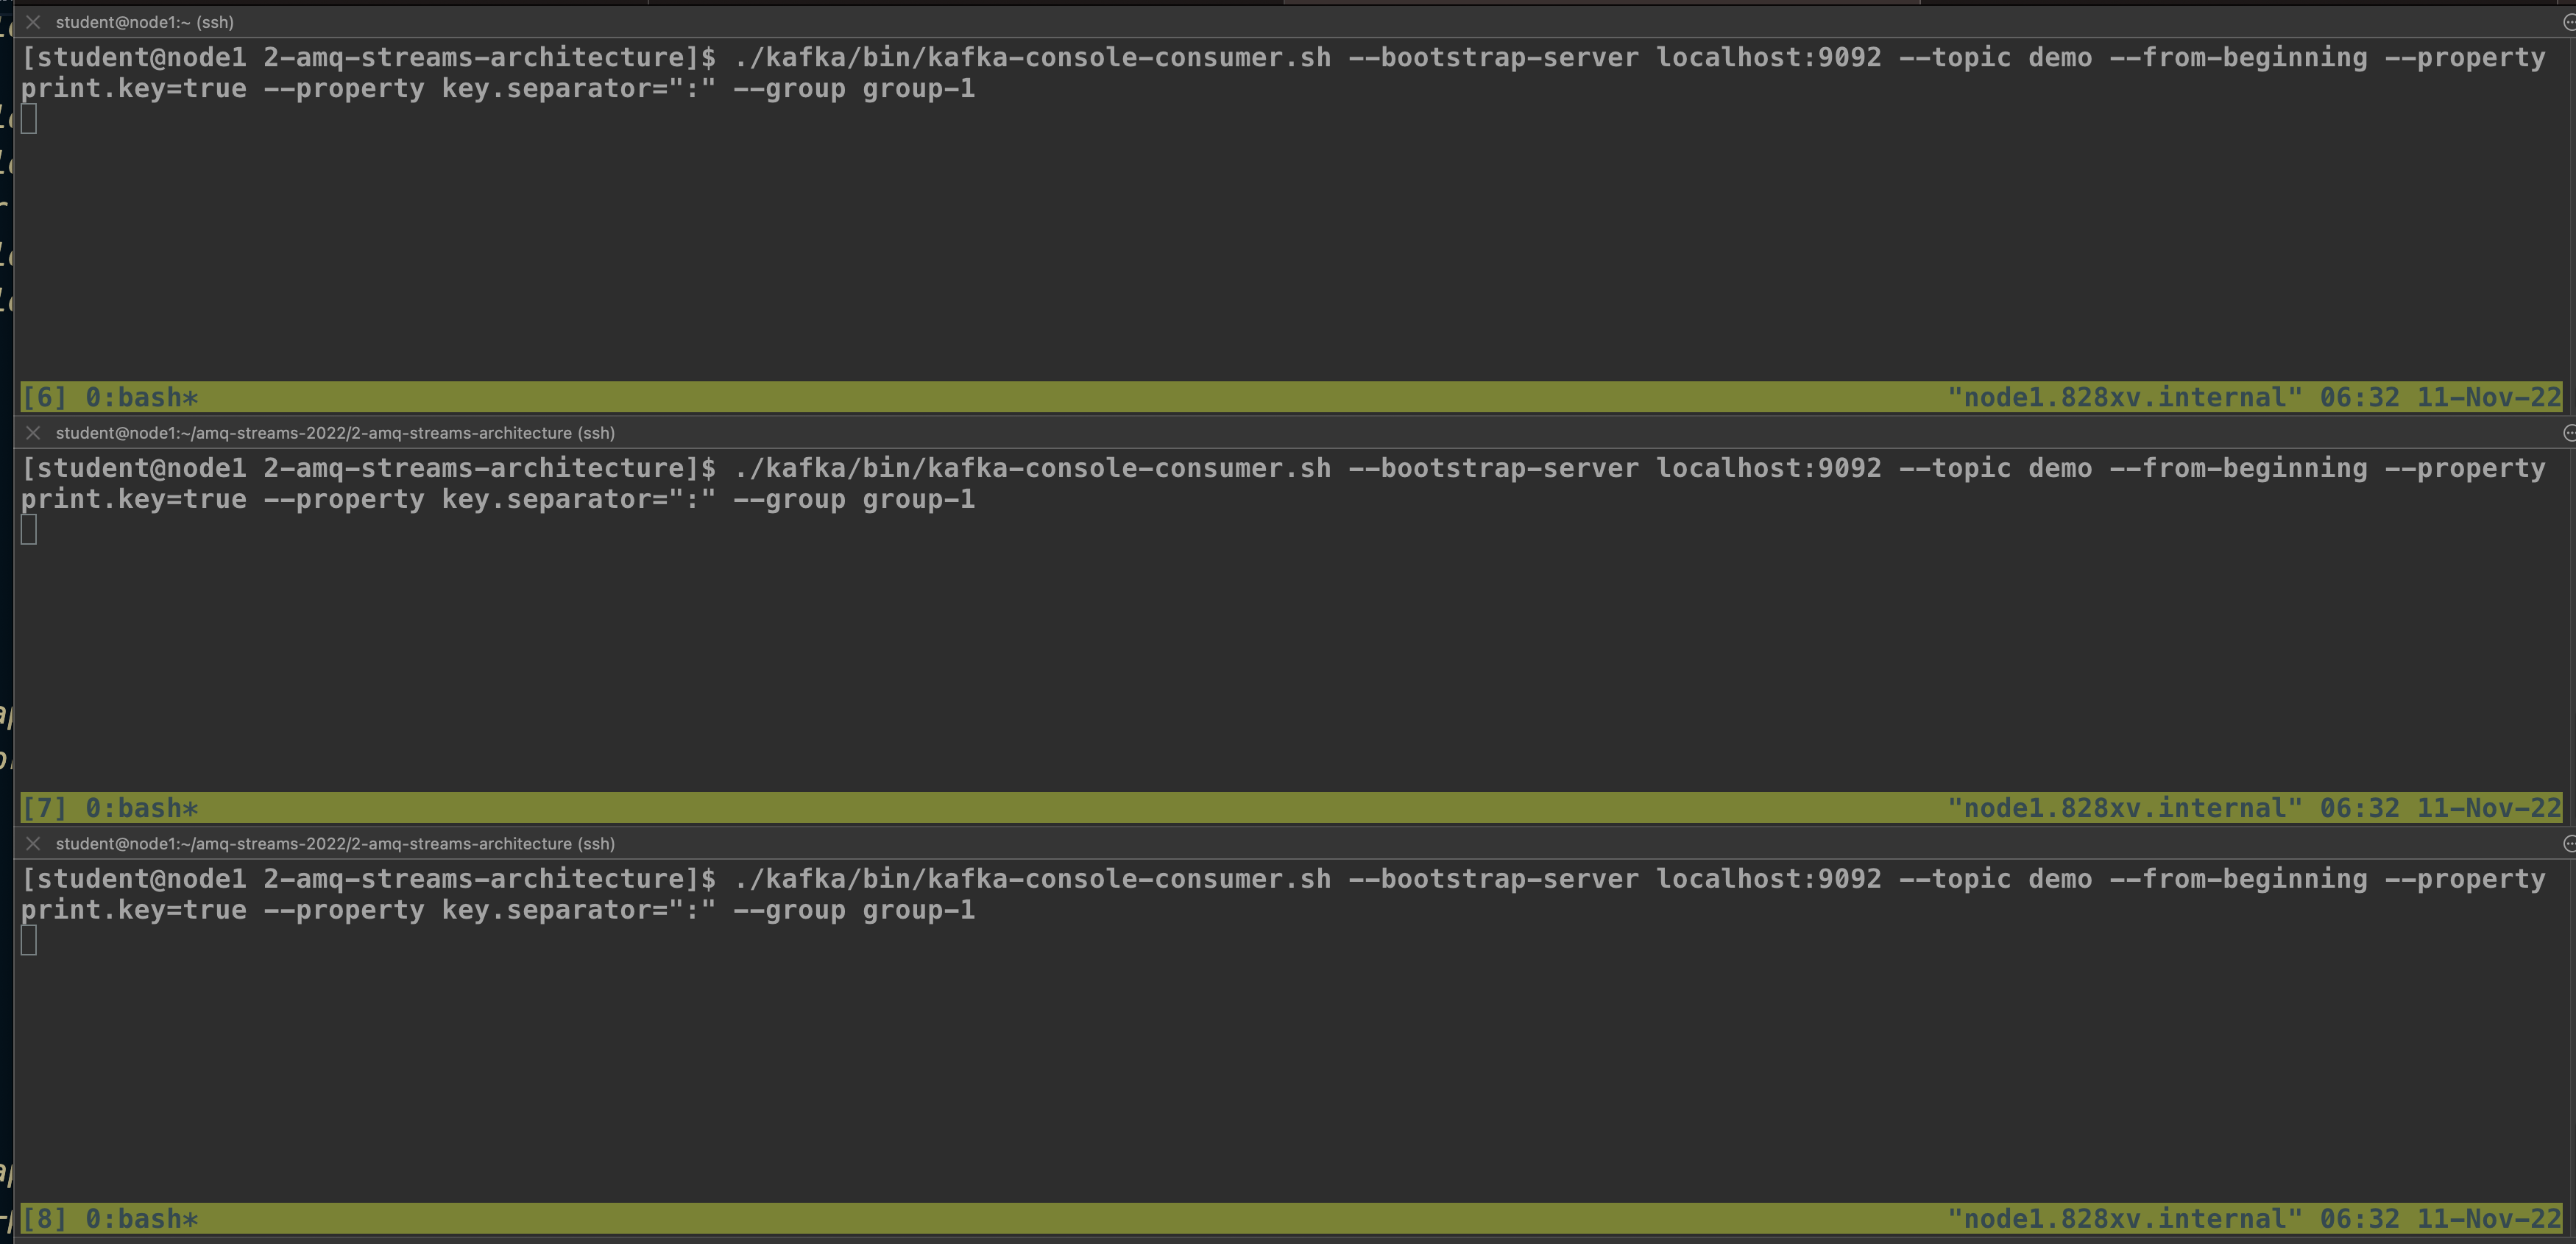 student@node1:~ (ssh)
[student@node1 2-amq-streams-architecture]$ ./kafka/bin/kafka-console-consumer.sh --bootstrap-server localhost:9092 --topic demo --from-beginning --property
print.key=true --property key.separator=":" --group group-1
[6] 0:bash* "node1.828xv.internal" 06:32 11-Nov-22
student@node1:~/amq-streams-2022/2-amq-streams-architecture (ssh)
[student@node1 2-amq-streams-architecture]$ ./kafka/bin/kafka-console-consumer.sh --bootstrap-server localhost:9092 --topic demo --from-beginning --property
print.key=true --property key.separator=":" --group group-1
[7] 0:bash* "node1.828xv.internal" 06:32 11-Nov-22
student@node1:~/amq-streams-2022/2-amq-streams-architecture (ssh)
[student@node1 2-amq-streams-architecture]$ ./kafka/bin/kafka-console-consumer.sh --bootstrap-server localhost:9092 --topic demo --from-beginning --property
print.key=true --property key.separator=":" --group group-1
[8] 0:bash* "node1.828xv.internal" 06:32 11-Nov-22